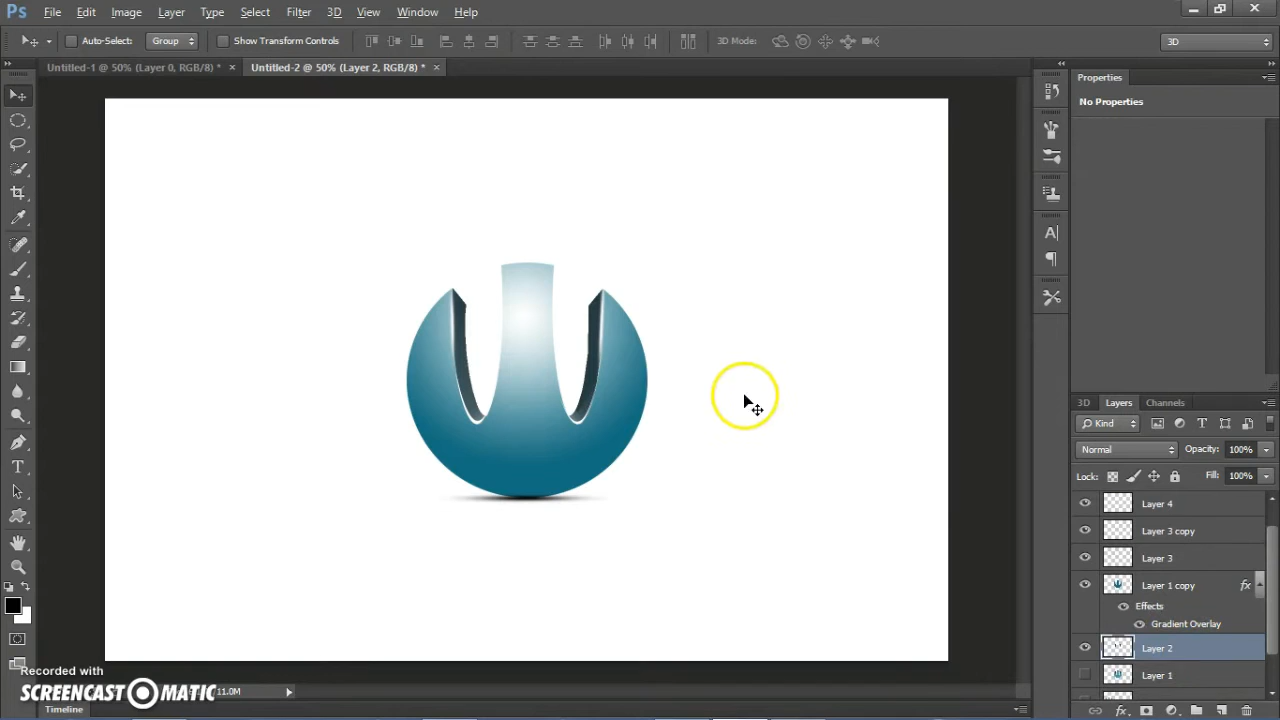 Ps File Edit Image Layer Type Select Filter 3D View Window Help
Auto-Select: Group Show Transform Controls 3D Mode: 3D
Untitled-1 @ 50% (Layer 0, RGB/8) * × Untitled-2 @ 50% (Layer 2, RGB/8) * ×
Properties
No Properties
3D Layers Channels
Kind
Normal Opacity: 100%
Lock: Fill: 100%
Layer 4
Layer 3 copy
Layer 3
Layer 1 copy fx
Effects
Gradient Overlay
Layer 2
Layer 1
Recorded with
SCREENCAST MATIC
11.0M
Timeline